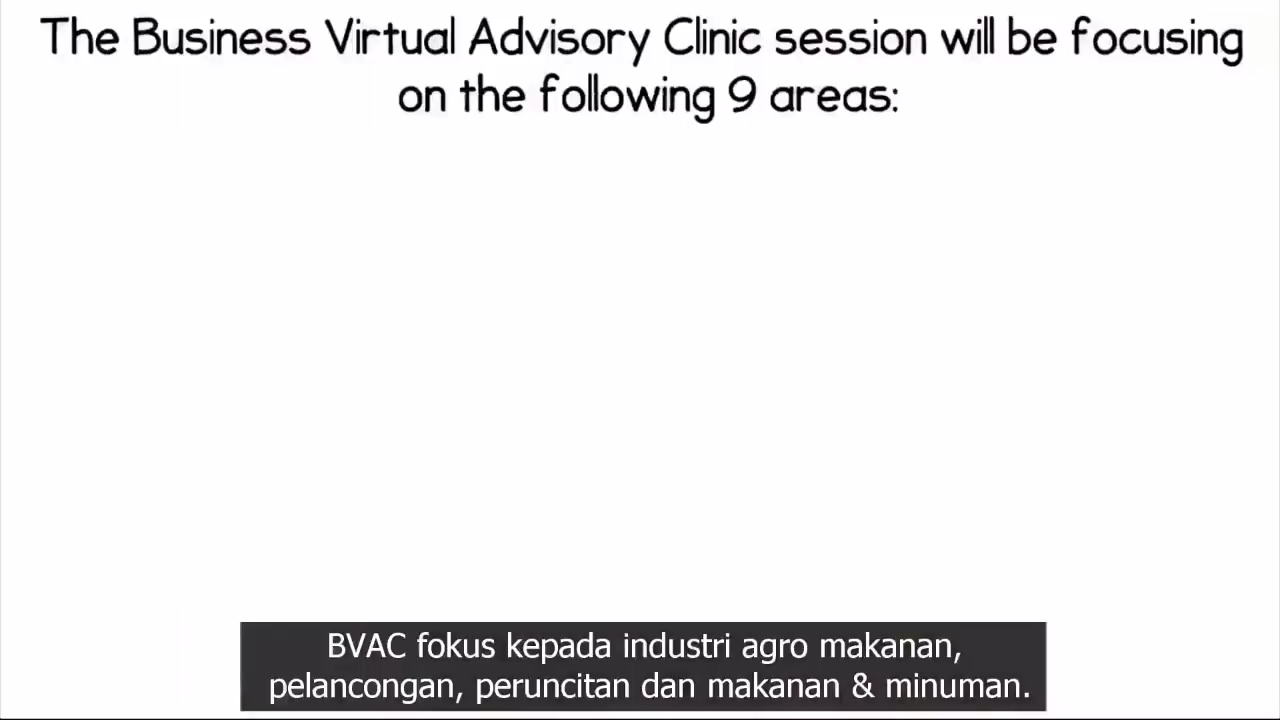 The Business Virtual Advisory Clinic session will be focusing
on the following 9 areas:
BVAC fokus kepada industri agro makanan,
pelancongan, peruncitan dan makanan & minuman.